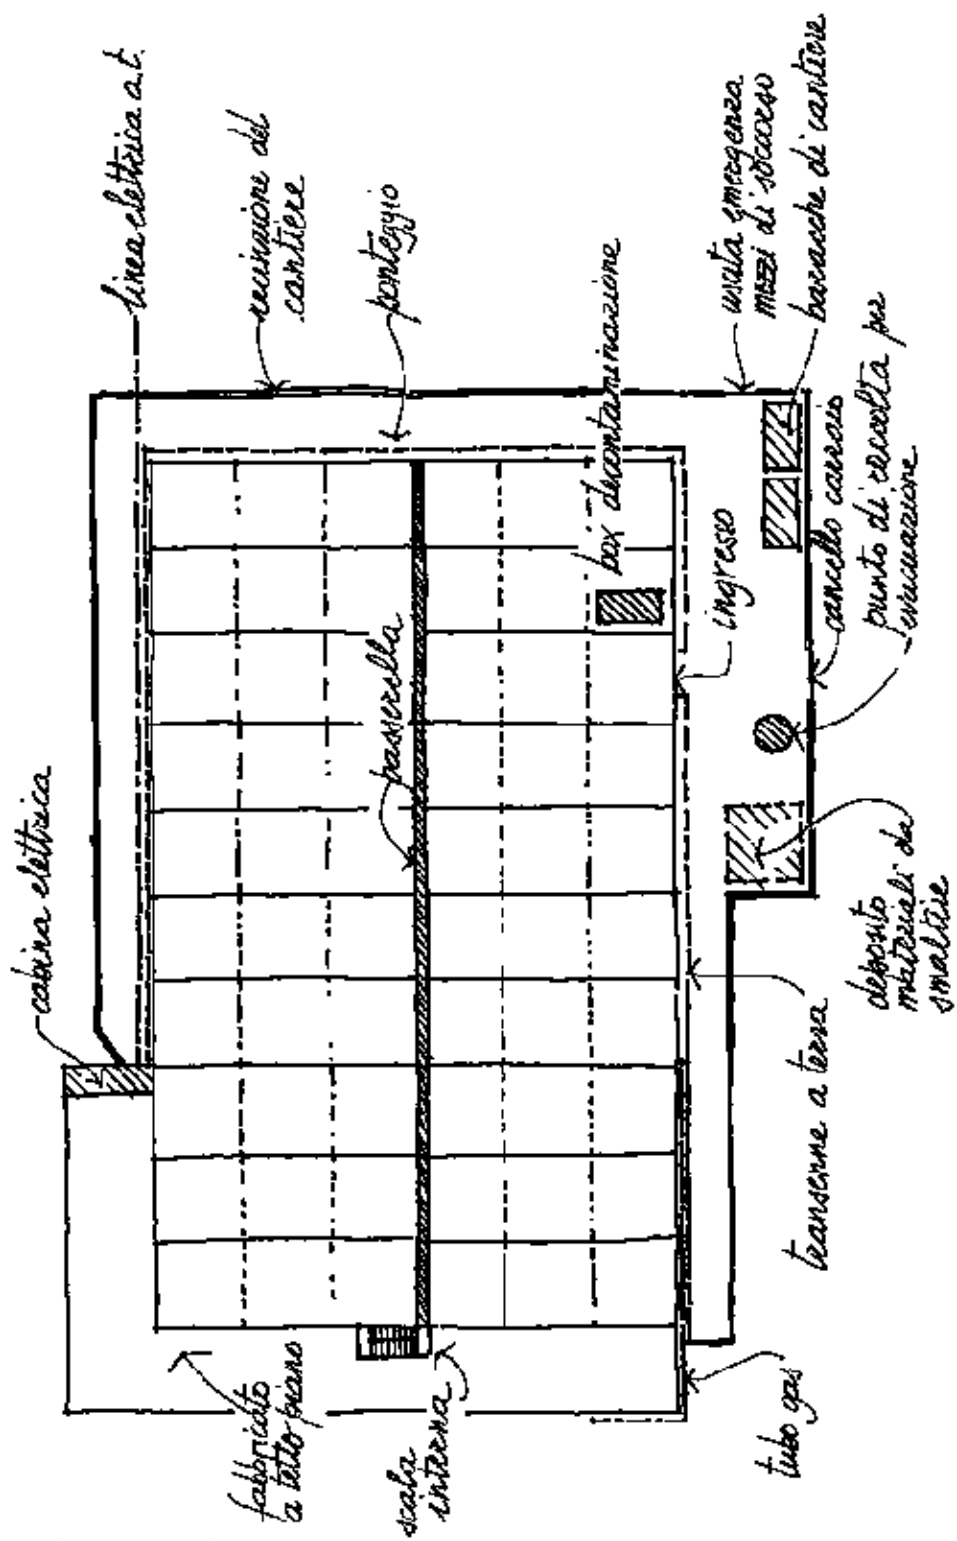 linea elettrica a.t.
recinzione del
cantiere
ponteggio
uscita emergenza
mezzi di soccorso
baracche di cantiere
box decontaminazione
cancello carraio
punto di raccolta per
evacuazione
ingresso
passerella
cabina elettrica
deposito
materiali da
smaltire
transenne a terra
fabbricato
a tetto piano
scala
interna
tubo gas